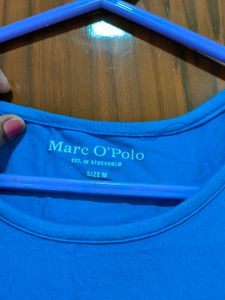 Marc O'Polo
EST. IN STOCKHOLM
SIZE M